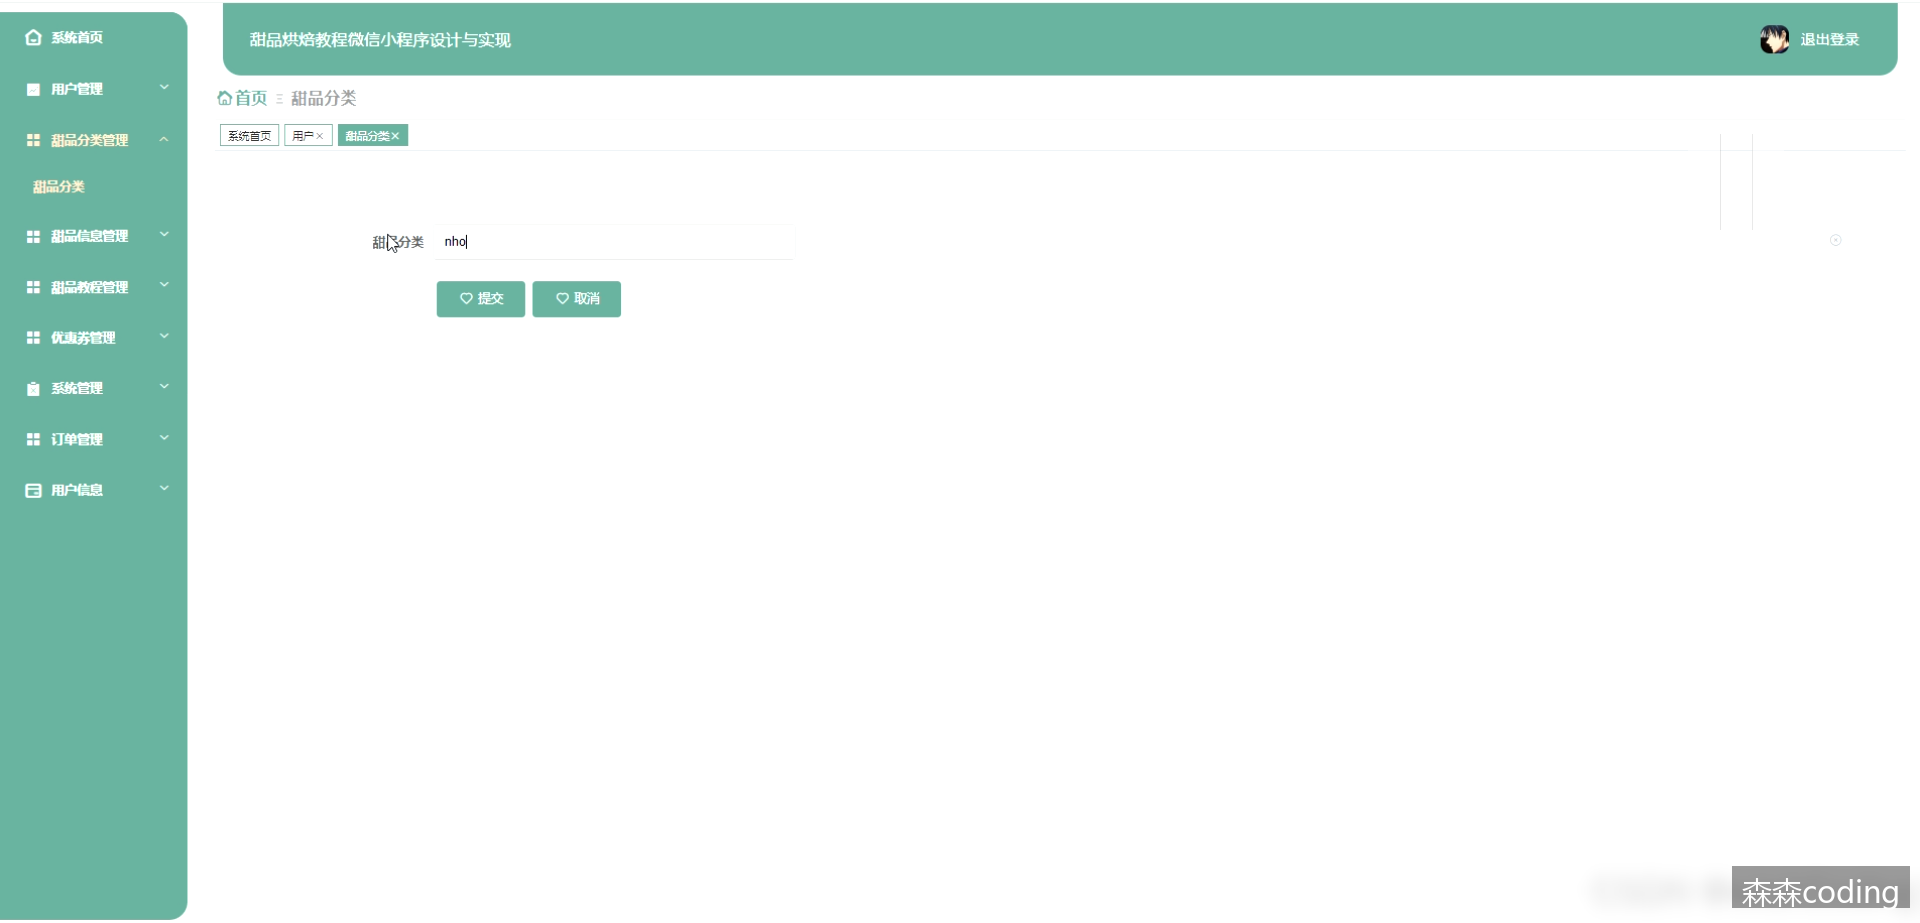 系统首页
用户管理
甜品分类管理
甜品分类
甜品信息管理
甜品教程管理
优惠券管理
系统管理
订单管理
用户信息
甜品烘焙教程微信小程序设计与实现
退出登录
首页 甜品分类
系统首页 用户× 甜品分类×
甜品分类 nho
提交 取消
森森coding